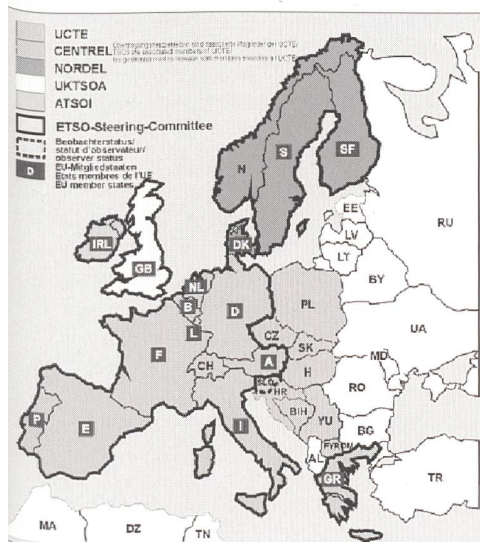 UCTE
CENTREL
NORDEL
UKTSOA
ATSOI
ETSO-Steering-Committee
Beobachterstatus/
statut d'observateur/
observer status
D
EU-Mitgliedstaaten
Etats membres de l'UE
EU member states
N
S
SF
EE
LV
LT
RU
BY
IRL
GB
DK
NL
B
D
PL
L
CZ
SK
UA
F
CH
A
H
MD
SLO
HR
RO
BIH
YU
P
E
I
BG
FYROM
AL
GR
TR
MA
DZ
TN